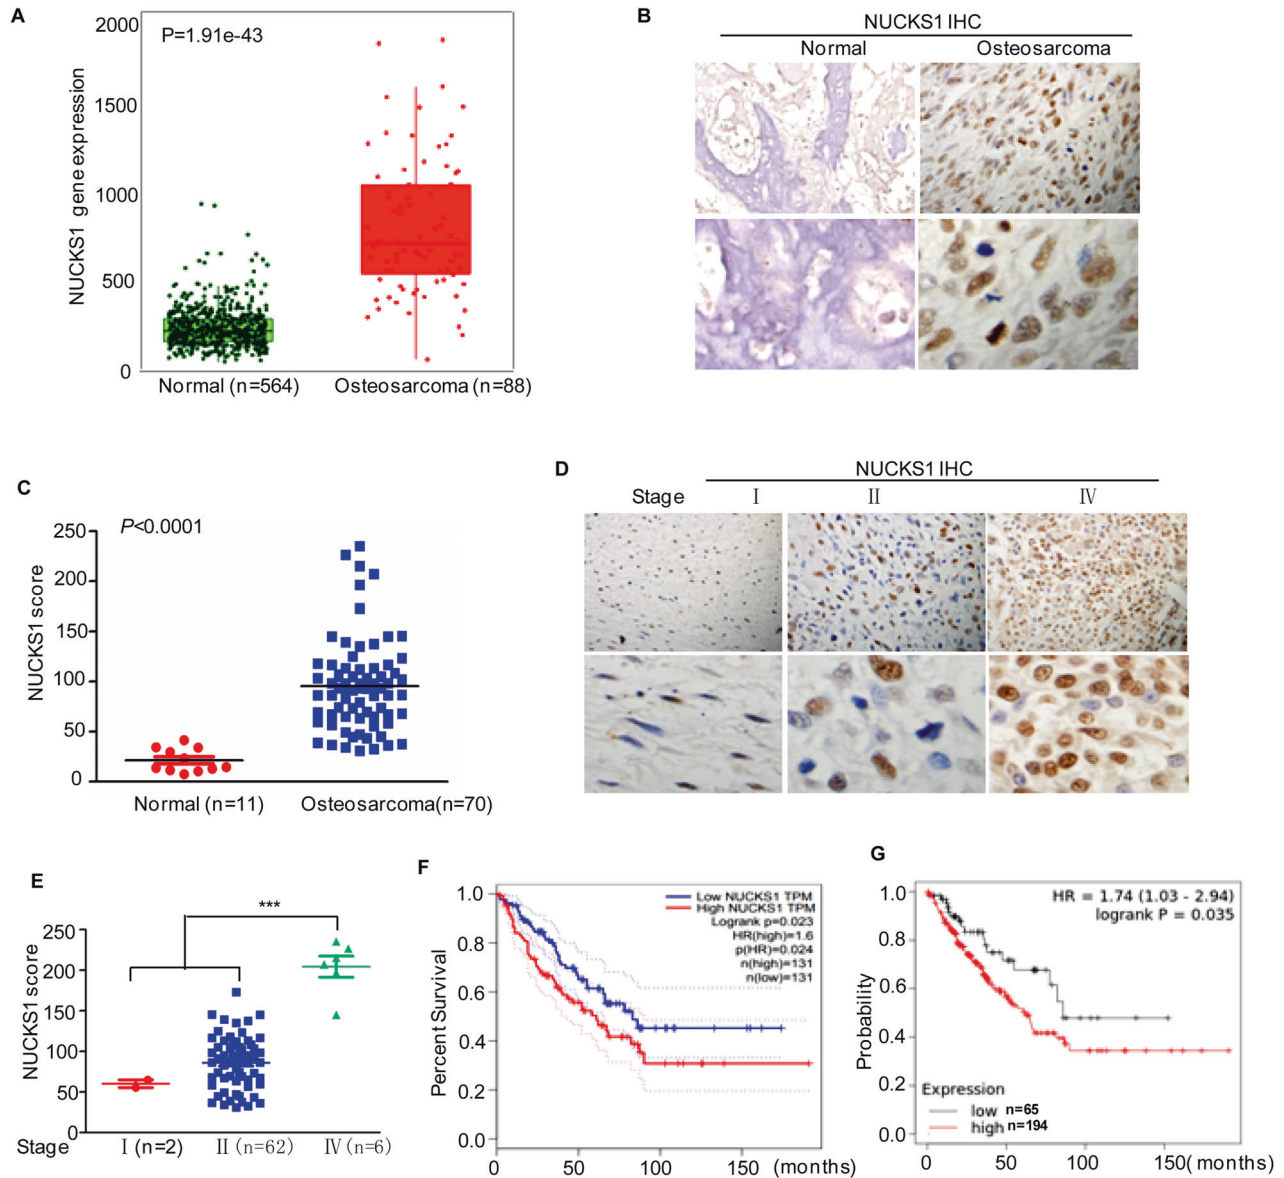 A
2000
1500
1000
500
0
NUCKS1 gene expression
P=1.91e-43
Normal (n=564)
Osteosarcoma (n=88)
B
NUCKS1 IHC
Normal
Osteosarcoma
C
P<0.0001
NUCKS1 score
250
200
150
100
50
0
Normal (n=11)
Osteosarcoma(n=70)
D
NUCKS1 IHC
Stage
I
II
IV
E
***
NUCKS1 score
250
200
150
100
50
0
Stage
I (n=2)
II (n=62)
IV (n=6)
F
Percent Survival
1.0
0.8
0.6
0.4
0.2
0.0
Low NUCKS1 TPM
High NUCKS1 TPM
Logrank p=0.023
HR(high)=1.6
p(HR)=0.024
n(high)=131
n(low)=131
0
50
100
150
(months)
G
Probability
1.0
0.8
0.6
0.4
0.2
0.0
HR = 1.74 (1.03 - 2.94)
logrank P = 0.035
Expression
low n=65
high n=194
0
50
100
150( months)